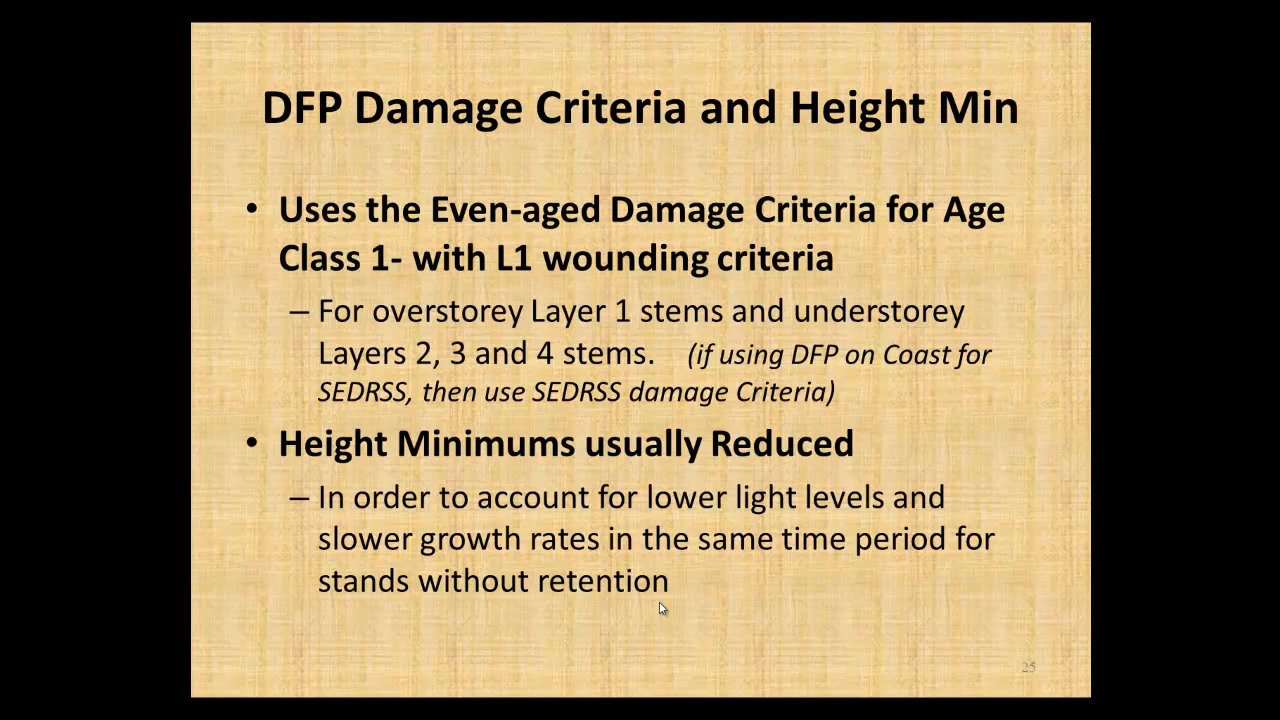 DFP Damage Criteria and Height Min
• Uses the Even-aged Damage Criteria for Age
Class 1- with L1 wounding criteria
– For overstorey Layer 1 stems and understorey
Layers 2, 3 and 4 stems. (if using DFP on Coast for
SEDRSS, then use SEDRSS damage Criteria)
• Height Minimums usually Reduced
– In order to account for lower light levels and
slower growth rates in the same time period for
stands without retention
25